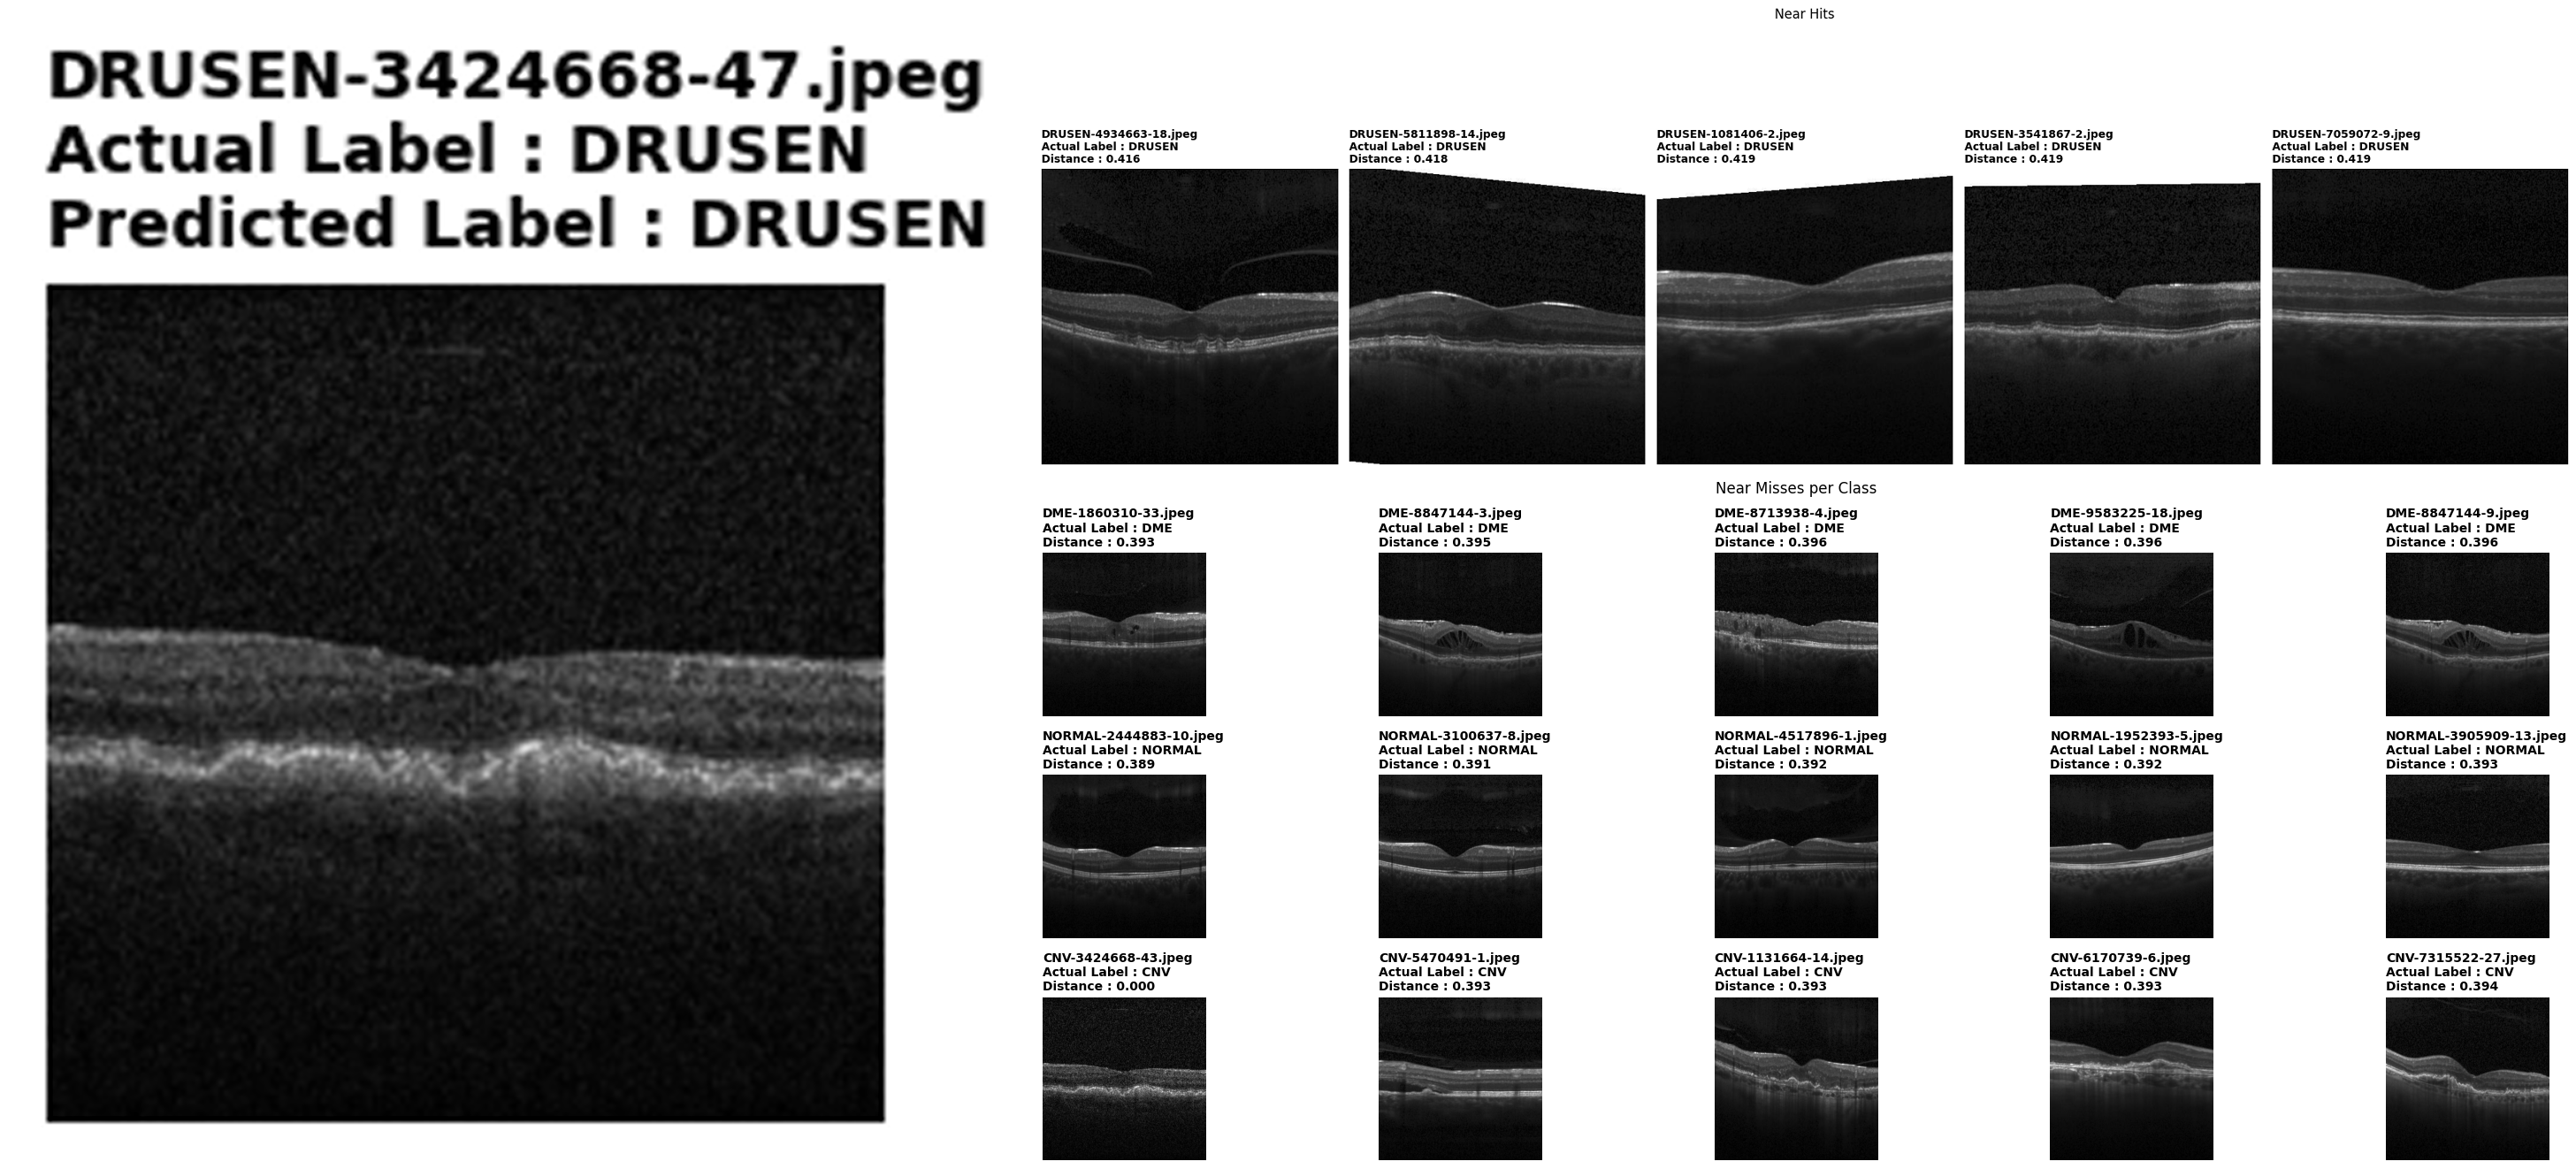 DRUSEN-3424668-47.jpeg
Actual Label : DRUSEN
Predicted Label : DRUSEN
Near Hits
DRUSEN-4934663-18.jpeg
Actual Label : DRUSEN
Distance : 0.416
DRUSEN-5811898-14.jpeg
Actual Label : DRUSEN
Distance : 0.418
DRUSEN-1081406-2.jpeg
Actual Label : DRUSEN
Distance : 0.419
DRUSEN-3541867-2.jpeg
Actual Label : DRUSEN
Distance : 0.419
DRUSEN-7059072-9.jpeg
Actual Label : DRUSEN
Distance : 0.419
Near Misses per Class
DME-1860310-33.jpeg
Actual Label : DME
Distance : 0.393
DME-8847144-3.jpeg
Actual Label : DME
Distance : 0.395
DME-8713938-4.jpeg
Actual Label : DME
Distance : 0.396
DME-9583225-18.jpeg
Actual Label : DME
Distance : 0.396
DME-8847144-9.jpeg
Actual Label : DME
Distance : 0.396
NORMAL-2444883-10.jpeg
Actual Label : NORMAL
Distance : 0.389
NORMAL-3100637-8.jpeg
Actual Label : NORMAL
Distance : 0.391
NORMAL-4517896-1.jpeg
Actual Label : NORMAL
Distance : 0.392
NORMAL-1952393-5.jpeg
Actual Label : NORMAL
Distance : 0.392
NORMAL-3905909-13.jpeg
Actual Label : NORMAL
Distance : 0.393
CNV-3424668-43.jpeg
Actual Label : CNV
Distance : 0.000
CNV-5470491-1.jpeg
Actual Label : CNV
Distance : 0.393
CNV-1131664-14.jpeg
Actual Label : CNV
Distance : 0.393
CNV-6170739-6.jpeg
Actual Label : CNV
Distance : 0.393
CNV-7315522-27.jpeg
Actual Label : CNV
Distance : 0.394